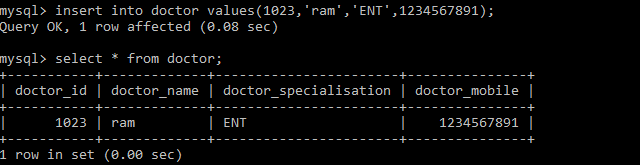 mysql> insert into doctor values(1023,'ram','ENT',1234567891);
Query OK, 1 row affected (0.08 sec)
mysql> select * from doctor;
+-----------+-------------+-----------------------+---------------+
| doctor_id | doctor_name | doctor_specialisation | doctor_mobile |
+-----------+-------------+-----------------------+---------------+
|      1023 | ram         | ENT                   |    1234567891 |
+-----------+-------------+-----------------------+---------------+
1 row in set (0.00 sec)